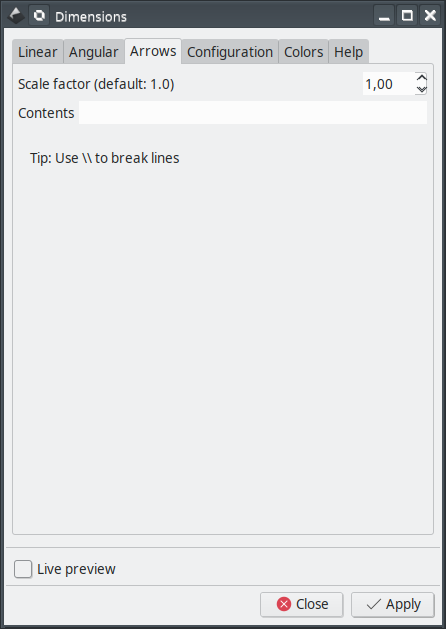 Dimensions
Linear Angular Arrows Configuration Colors Help
Scale factor (default: 1.0) 1,00
Contents
Tip: Use \\ to break lines
Live preview
Close Apply